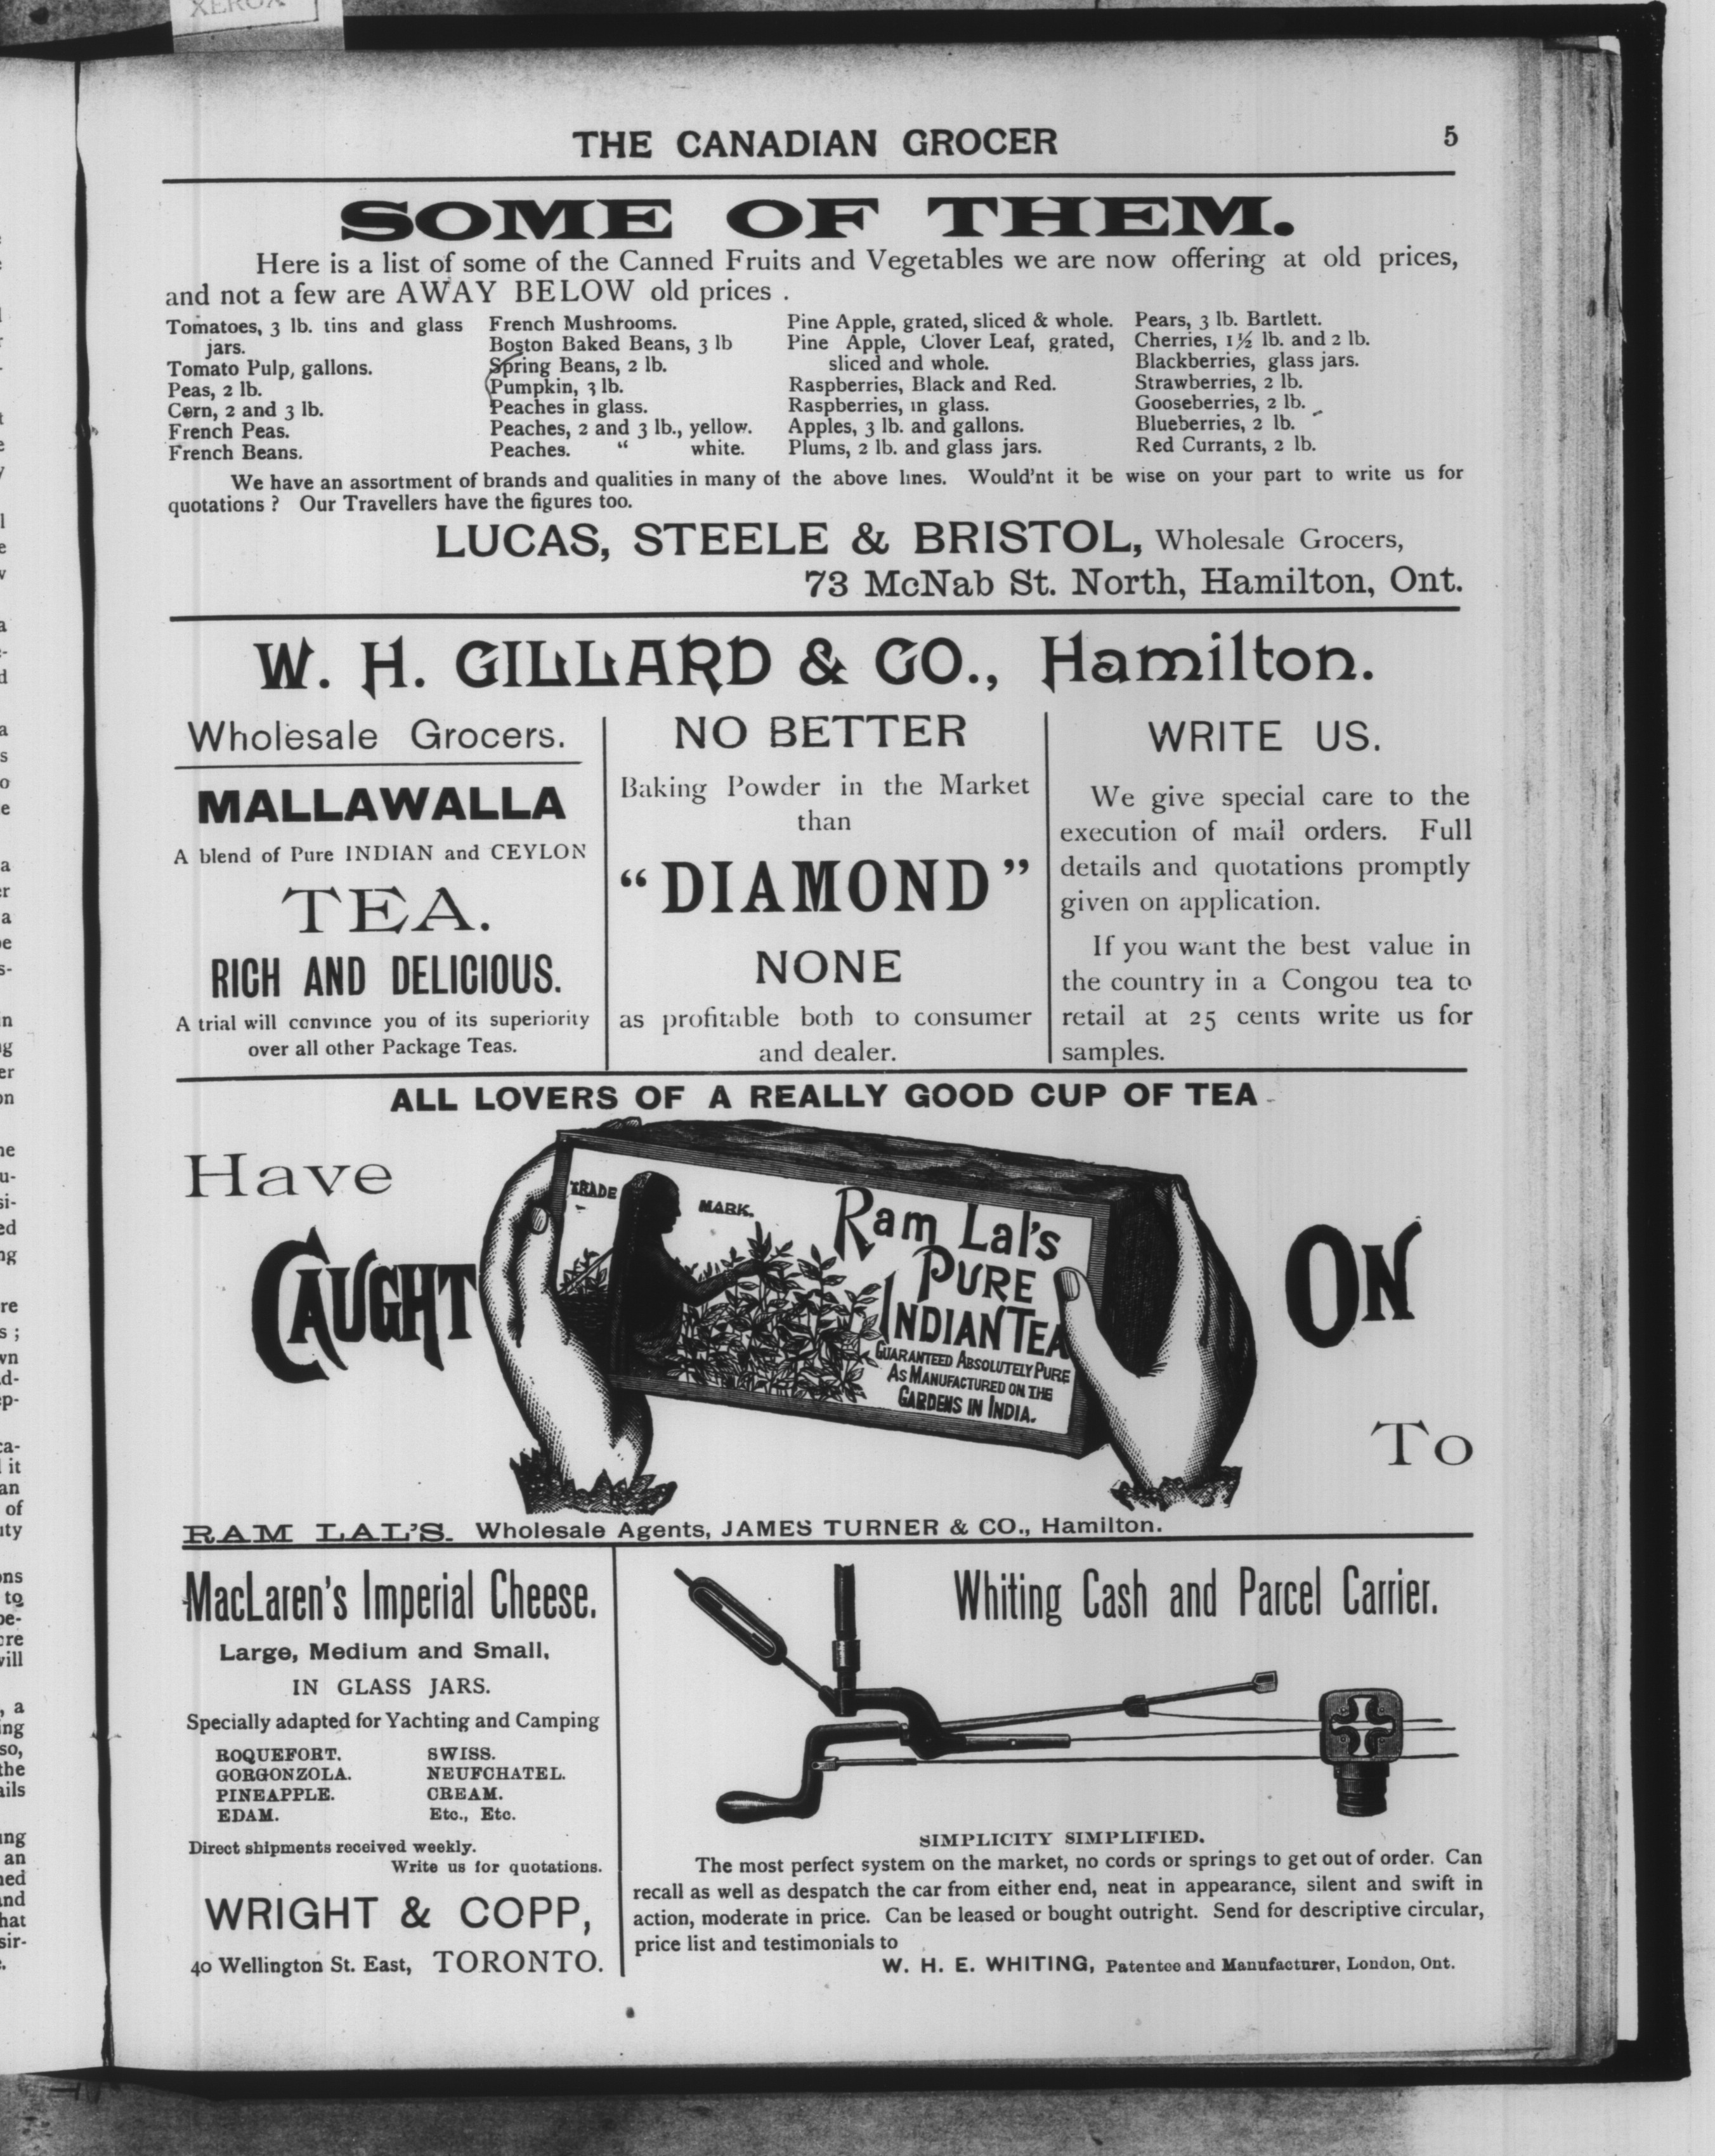 XEROX
THE CANADIAN GROCER
5
SOME OF THEM.
Here is a list of some of the Canned Fruits and Vegetables we are now offering at old prices,
and not a few are AWAY BELOW old prices .
Tomatoes, 3 lb. tins and glass
jars.
Tomato Pulp, gallons.
Peas, 2 lb.
Corn, 2 and 3 lb.
French Peas.
French Beans.
French Mushrooms.
Boston Baked Beans, 3 lb
Spring Beans, 2 lb.
Pumpkin, 3 lb.
Peaches in glass.
Peaches, 2 and 3 lb., yellow.
Peaches. “ white.
Pine Apple, grated, sliced & whole.
Pine Apple, Clover Leaf, grated,
sliced and whole.
Raspberries, Black and Red.
Raspberries, in glass.
Apples, 3 lb. and gallons.
Plums, 2 lb. and glass jars.
Pears, 3 lb. Bartlett.
Cherries, 1½ lb. and 2 lb.
Blackberries, glass jars.
Strawberries, 2 lb.
Gooseberries, 2 lb.
Blueberries, 2 lb.
Red Currants, 2 lb.
We have an assortment of brands and qualities in many of the above lines. Would'nt it be wise on your part to write us for
quotations ? Our Travellers have the figures too.
LUCAS, STEELE & BRISTOL, Wholesale Grocers,
73 McNab St. North, Hamilton, Ont.
W. H. GILLARD & CO., Hamilton.
Wholesale Grocers.
MALLAWALLA
A blend of Pure INDIAN and CEYLON
TEA.
RICH AND DELICIOUS.
A trial will convince you of its superiority
over all other Package Teas.
NO BETTER
Baking Powder in the Market
than
“DIAMOND”
NONE
as profitable both to consumer
and dealer.
WRITE US.
We give special care to the
execution of mail orders. Full
details and quotations promptly
given on application.
If you want the best value in
the country in a Congou tea to
retail at 25 cents write us for
samples.
ALL LOVERS OF A REALLY GOOD CUP OF TEA
Have
CAUGHT
TRADE MARK.
Ram Lal's
PURE
INDIAN TEA
GUARANTEED ABSOLUTELY PURE
AS MANUFACTURED ON THE
GARDENS IN INDIA.
ON
To
RAM LAL'S. Wholesale Agents, JAMES TURNER & CO., Hamilton.
MacLaren's Imperial Cheese.
Large, Medium and Small,
IN GLASS JARS.
Specially adapted for Yachting and Camping
ROQUEFORT.
GORGONZOLA.
PINEAPPLE.
EDAM.
SWISS.
NEUFCHATEL.
CREAM.
Etc., Etc.
Direct shipments received weekly.
Write us for quotations.
WRIGHT & COPP,
40 Wellington St. East, TORONTO.
Whiting Cash and Parcel Carrier.
SIMPLICITY SIMPLIFIED.
The most perfect system on the market, no cords or springs to get out of order. Can
recall as well as despatch the car from either end, neat in appearance, silent and swift in
action, moderate in price. Can be leased or bought outright. Send for descriptive circular,
price list and testimonials to
W. H. E. WHITING, Patentee and Manufacturer, London, Ont.